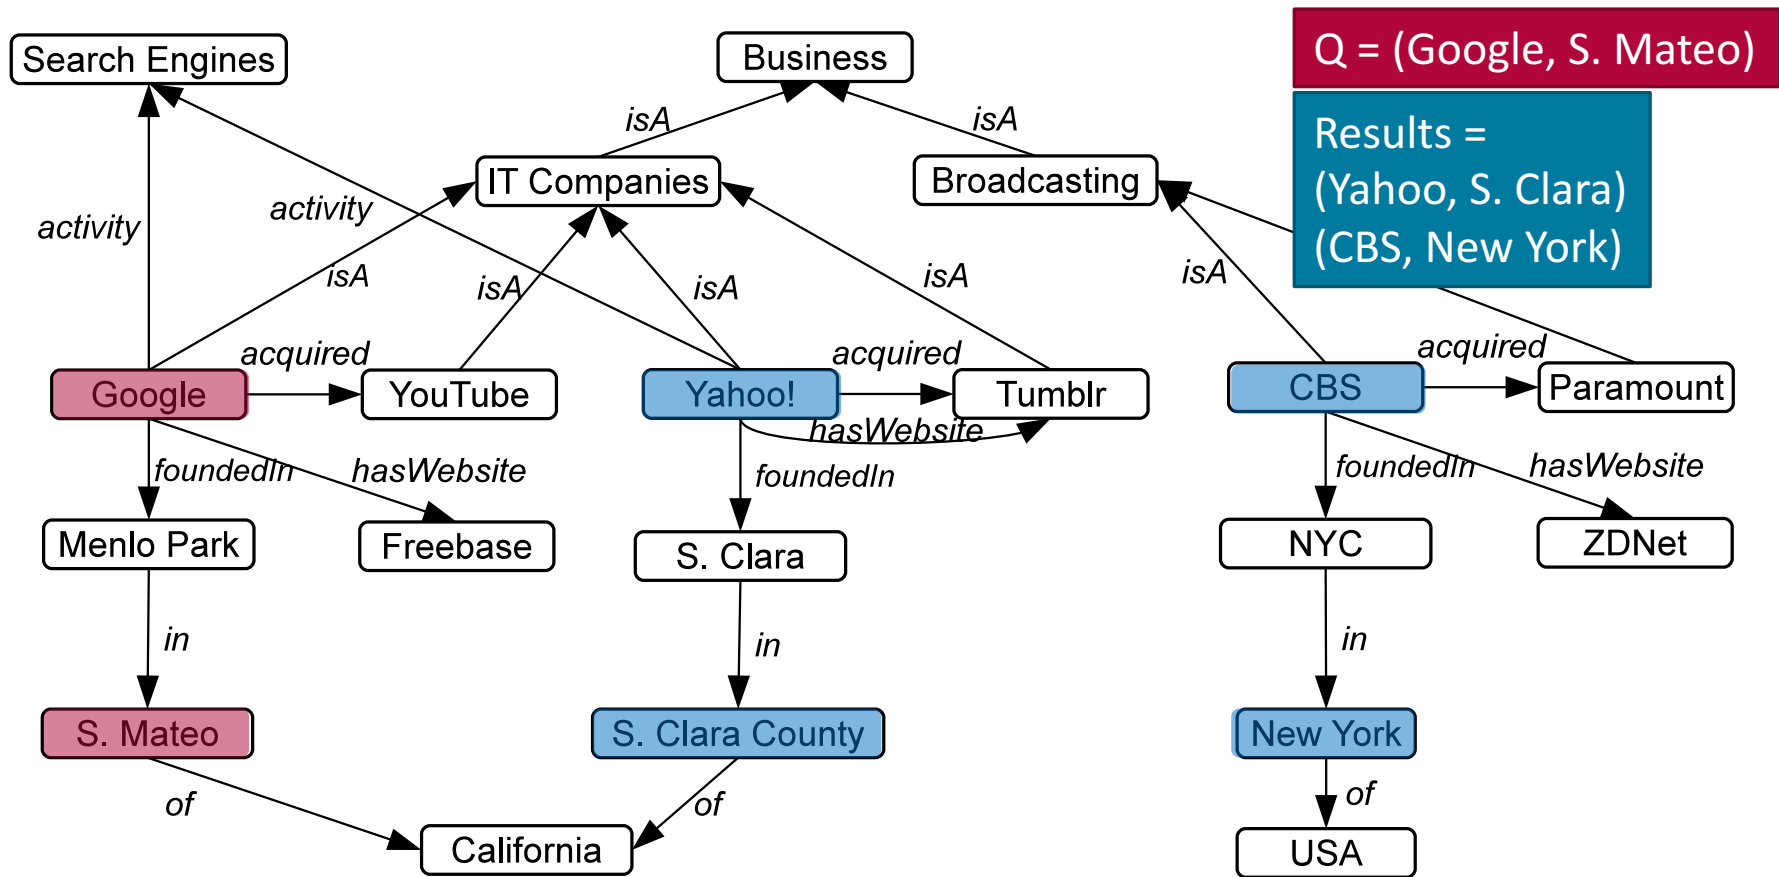 Search Engines
Business
Q = (Google, S. Mateo)
Results =
(Yahoo, S. Clara)
(CBS, New York)
isA
isA
IT Companies
Broadcasting
activity
activity
isA
isA
isA
isA
isA
acquired
acquired
acquired
Google
YouTube
Yahoo!
Tumblr
CBS
Paramount
hasWebsite
foundedIn
hasWebsite
foundedIn
foundedIn
hasWebsite
Menlo Park
Freebase
S. Clara
NYC
ZDNet
in
in
in
S. Mateo
S. Clara County
New York
of
of
of
California
USA